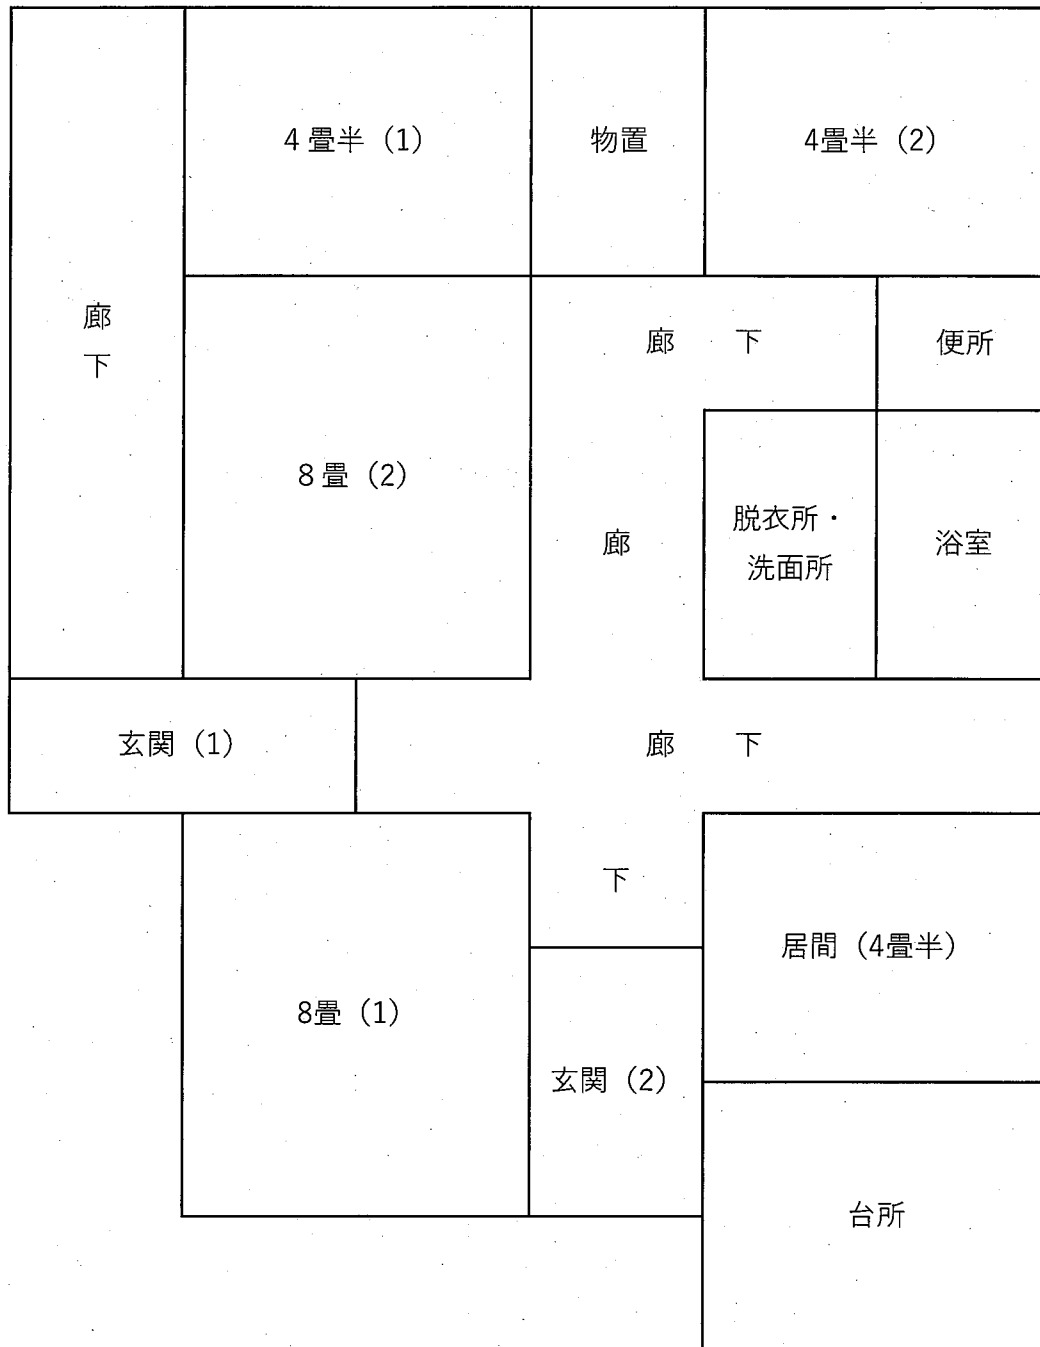 4畳半（1）
物置
4畳半（2）
廊
下
廊　下
便所
8畳（2）
脱衣所・
洗面所
浴室
廊
玄関（1）
廊　下
下
居間（4畳半）
8畳（1）
玄関（2）
台所